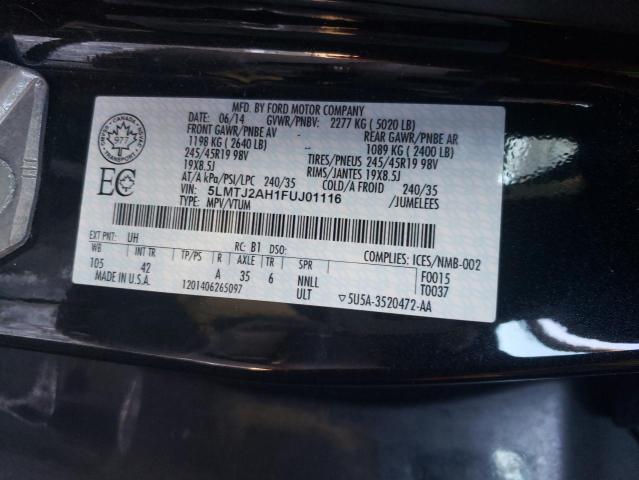 MFD. BY FORD MOTOR COMPANY
DATE: 06/14 GVWR/PNBV: 2277 KG ( 5020 LB)
FRONT GAWR/PNBE AV REAR GAWR/PNBE AR
1198 KG ( 2640 LB) 1089 KG ( 2400 LB)
245/45R19 98V TIRES/PNEUS 245/45R19 98V
19X8.5J RIMS/JANTES 19X8.5J
AT/A kPa/PSI/LPC 240/35 COLD/A FROID 240/35
5LMTJ2AH1FUJ01116 /JUMELEES
TYPE: MPV/VTUM
CANADA
977
TRANSPORT
EC
EXT PNT: UH RC: B1 DSO: COMPLIES: ICES/NMB-002
WB INT TR TP/PS R AXLE TR SPR F0015
105 42 A 35 6 NNLL T0037
MADE IN U.S.A. ULT ▽5U5A-3520472-AA
1201406265097